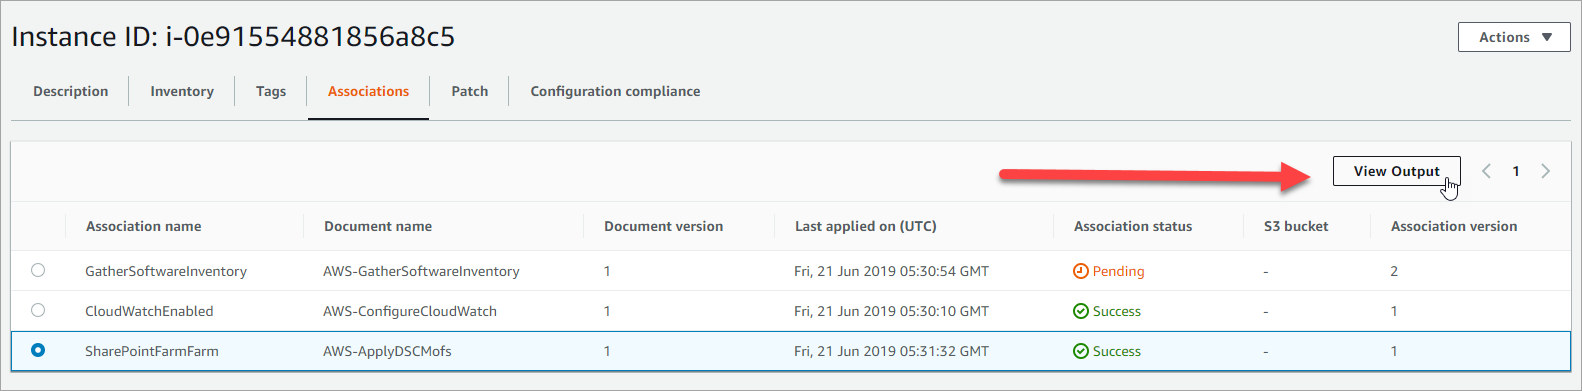 Instance ID: i-0e91554881856a8c5
Actions
Description Inventory Tags Associations Patch Configuration compliance
View Output 1
Association name Document name Document version Last applied on (UTC) Association status S3 bucket Association version
GatherSoftwareInventory AWS-GatherSoftwareInventory 1 Fri, 21 Jun 2019 05:30:54 GMT Pending - 2
CloudWatchEnabled AWS-ConfigureCloudWatch 1 Fri, 21 Jun 2019 05:30:10 GMT Success - 1
SharePointFarmFarm AWS-ApplyDSCMofs 1 Fri, 21 Jun 2019 05:31:32 GMT Success - 1